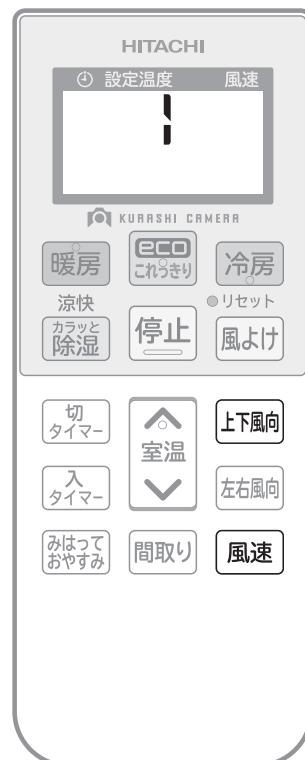 HITACHI
設定温度 風速
1
KURASHI CAMERA
暖房
eco
これっきり
冷房
涼快
リセット
カラッと
除湿
停止
風よけ
切
タイマー
室温
上下風向
入
タイマー
左右風向
みはって
おやすみ
間取り
風速